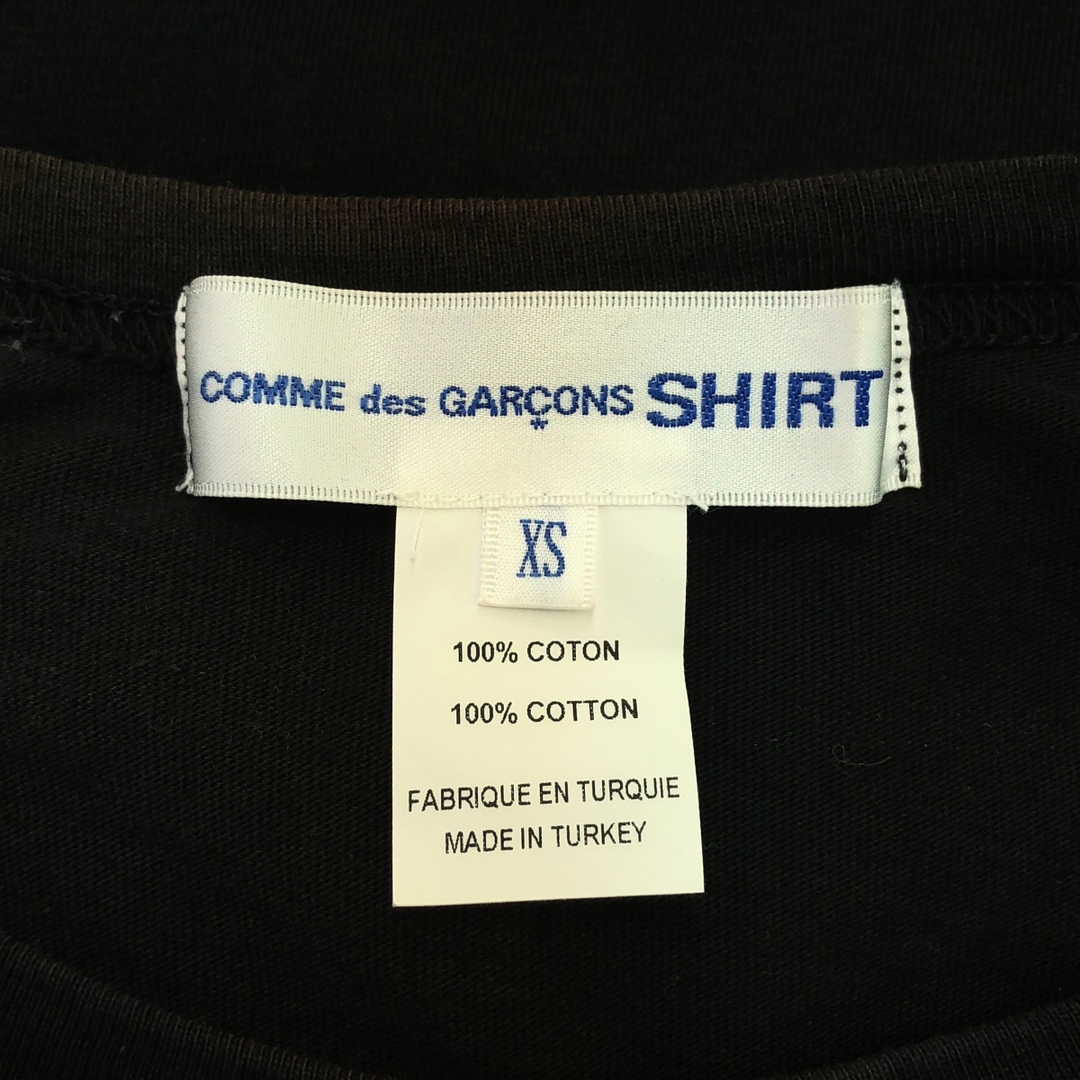 COMME des GARÇONS SHIRT
XS
100% COTON
100% COTTON
FABRIQUE EN TURQUIE
MADE IN TURKEY